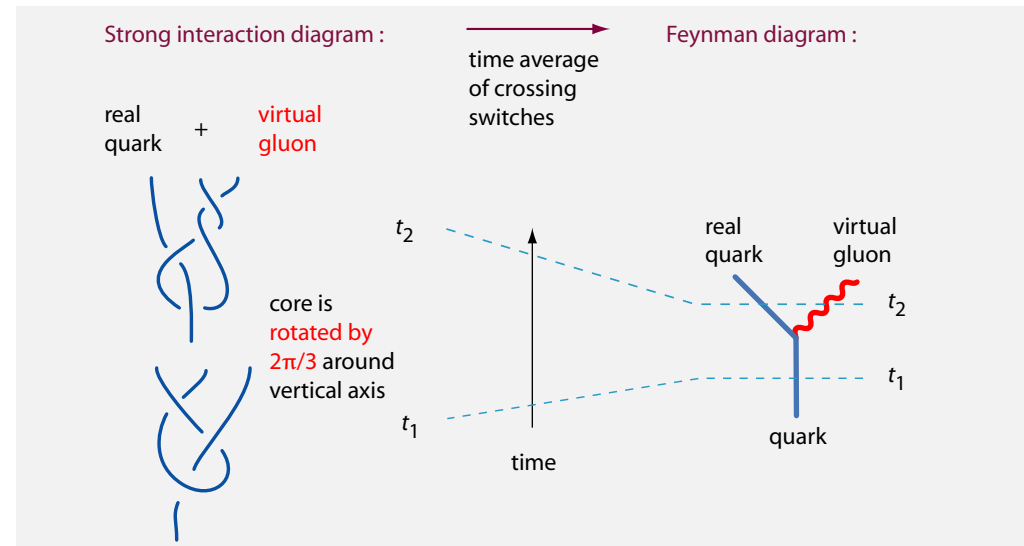 Strong interaction diagram :
time average
of crossing
switches
Feynman diagram :
real
quark
+
virtual
gluon
t2
core is
rotated by
2π/3 around
vertical axis
t1
time
real
quark
virtual
gluon
t2
t1
quark